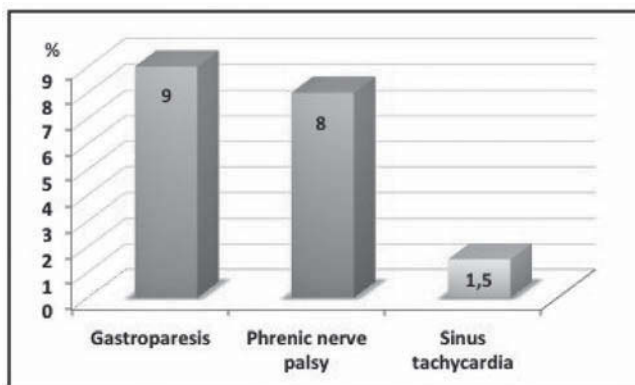 %
9
8
7
6
5
4
3
2
1
0
9
8
1,5
Gastroparesis
Phrenic nerve
palsy
Sinus
tachycardia